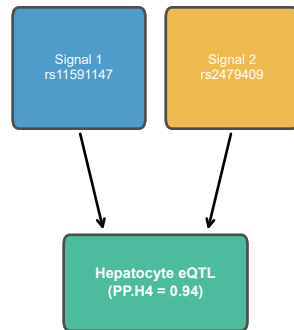 Signal 1
rs11591147
Signal 2
rs2479409
Hepatocyte eQTL
(PP.H4 = 0.94)